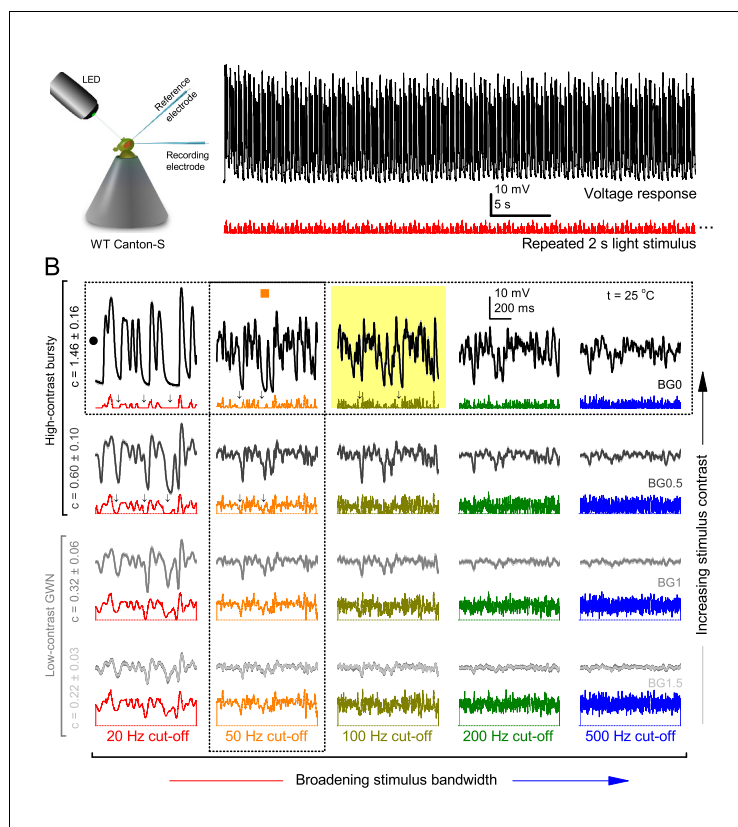 LED
Reference
electrode
Recording
electrode
WT Canton-S
10 mV
5 s
Voltage response
Repeated 2 s light stimulus
...
B
High-contrast bursty
c = 1.46 ± 0.16
10 mV
200 ms
t = 25 °C
BG0
c = 0.60 ± 0.10
BG0.5
Low-contrast GWN
c = 0.32 ± 0.06
BG1
c = 0.22 ± 0.03
BG1.5
Increasing stimulus contrast
20 Hz cut-off
50 Hz cut-off
100 Hz cut-off
200 Hz cut-off
500 Hz cut-off
Broadening stimulus bandwidth